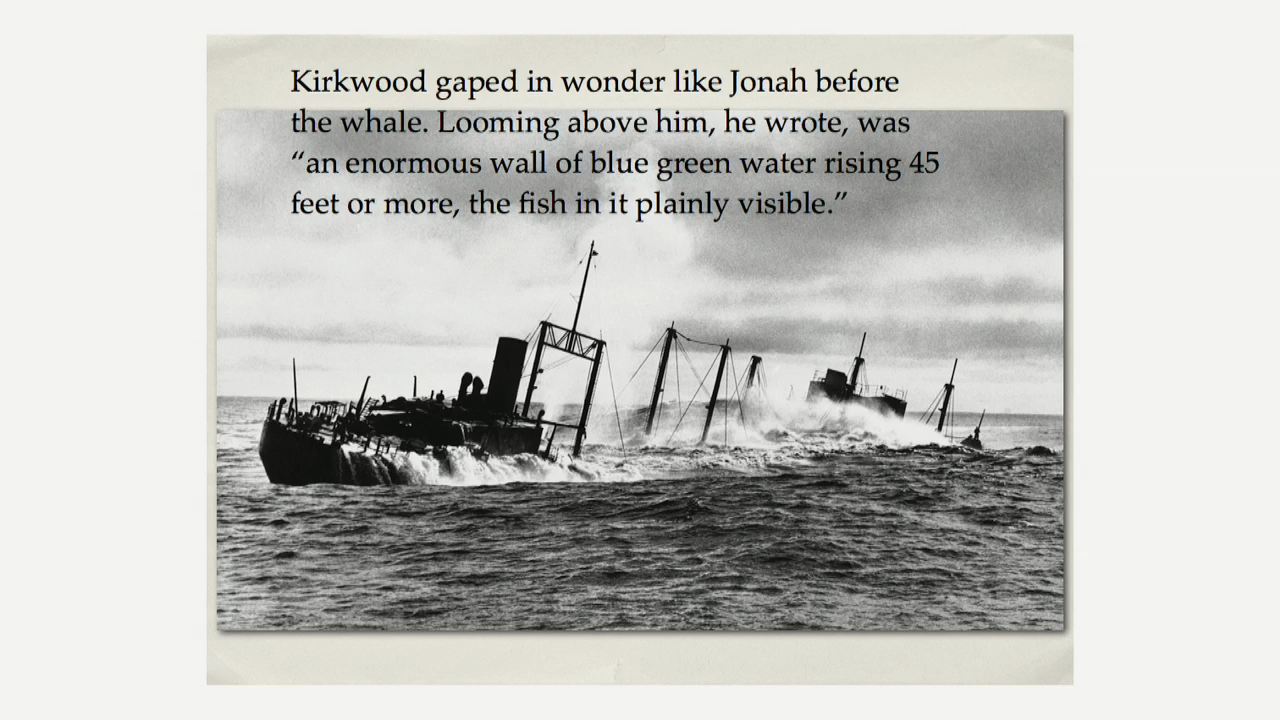 Kirkwood gaped in wonder like Jonah before
the whale. Looming above him, he wrote, was
“an enormous wall of blue green water rising 45
feet or more, the fish in it plainly visible.”